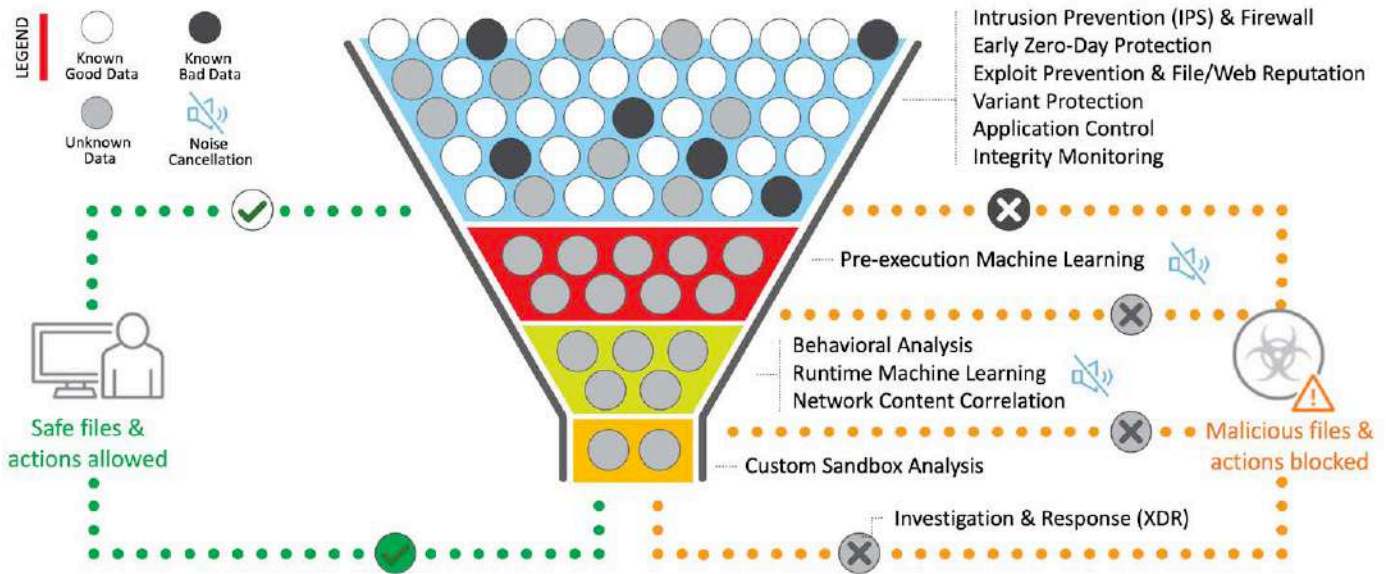 LEGEND
Known
Good Data
Known
Bad Data
Unknown
Data
Noise
Cancellation
Intrusion Prevention (IPS) & Firewall
Early Zero-Day Protection
Exploit Prevention & File/Web Reputation
Variant Protection
Application Control
Integrity Monitoring
Pre-execution Machine Learning
Behavioral Analysis
Runtime Machine Learning
Network Content Correlation
Safe files &
actions allowed
Malicious files &
actions blocked
Custom Sandbox Analysis
Investigation & Response (XDR)